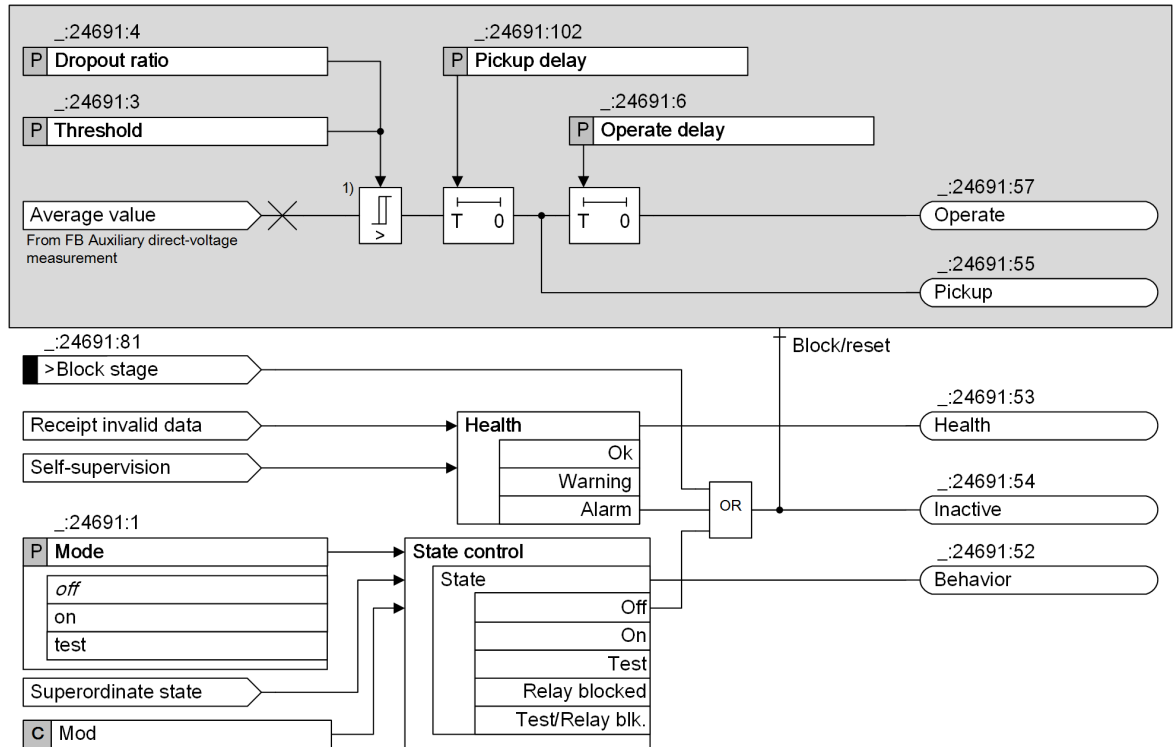 _:24691:4
P Dropout ratio
_:24691:102
P Pickup delay
_:24691:3
P Threshold
_:24691:6
P Operate delay
1)
Average value
From FB Auxiliary direct-voltage
measurement
>
T 0
T 0
_:24691:57
Operate
_:24691:55
Pickup
_:24691:81
>Block stage
Block/reset
Receipt invalid data
Self-supervision
Health
Ok
Warning
Alarm
_:24691:53
Health
OR
_:24691:54
Inactive
_:24691:1
P Mode
off
on
test
Superordinate state
C Mod
State control
State
Off
On
Test
Relay blocked
Test/Relay blk.
_:24691:52
Behavior